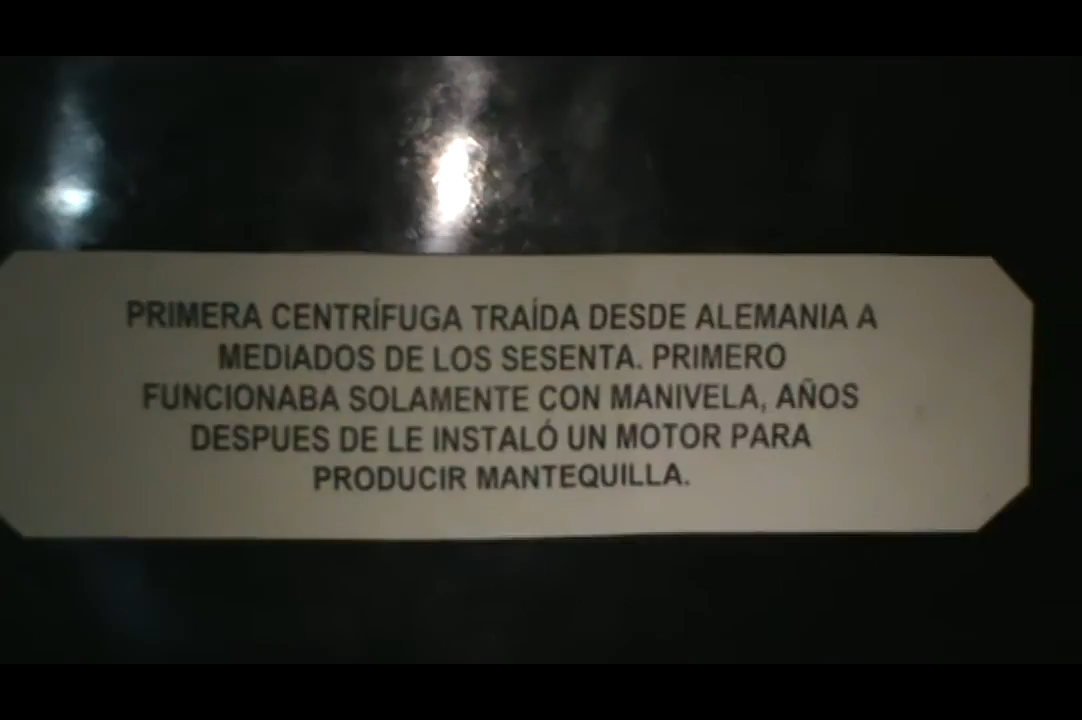 PRIMERA CENTRÍFUGA TRAÍDA DESDE ALEMANIA A
MEDIADOS DE LOS SESENTA. PRIMERO
FUNCIONABA SOLAMENTE CON MANIVELA, AÑOS
DESPUES DE LE INSTALÓ UN MOTOR PARA
PRODUCIR MANTEQUILLA.